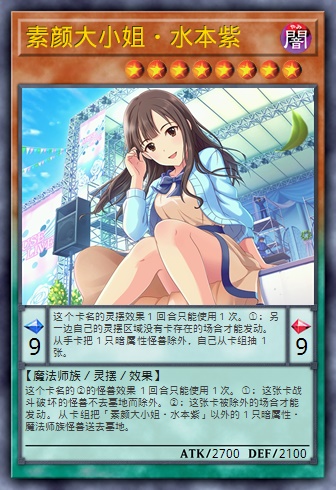 素颜大小姐・水本紫
闇
这个卡名的灵摆效果1回合只能使用1次。①：另
一边自己的灵摆区域没有卡存在的场合才能发动。
从手卡把1只暗属性怪兽除外，自己从卡组抽1
张。
9
9
【魔法师族／灵摆／效果】
这个卡名的②的怪兽效果1回合只能使用1次。①：这张卡战
斗破坏的怪兽不去墓地而除外。②：这张卡被除外的场合才能
发动。从卡组把「素颜大小姐・水本紫」以外的1只暗属性・
魔法师族怪兽送去墓地。
ATK/2700 DEF/2100